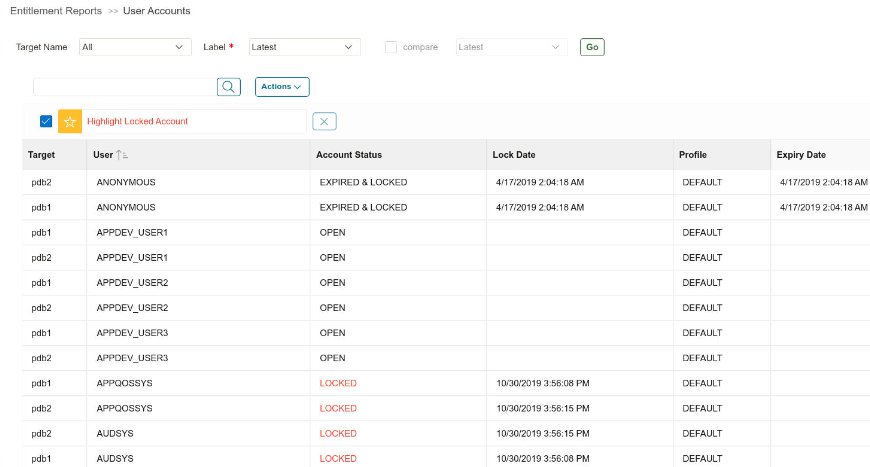 Entitlement Reports >> User Accounts
Target Name All Label * Latest compare Latest Go
Actions
Highlight Locked Account
Target User Account Status Lock Date Profile Expiry Date
pdb2 ANONYMOUS EXPIRED & LOCKED 4/17/2019 2:04:18 AM DEFAULT 4/17/2019 2:04:18 AM
pdb1 ANONYMOUS EXPIRED & LOCKED 4/17/2019 2:04:18 AM DEFAULT 4/17/2019 2:04:18 AM
pdb1 APPDEV_USER1 OPEN DEFAULT
pdb2 APPDEV_USER1 OPEN DEFAULT
pdb1 APPDEV_USER2 OPEN DEFAULT
pdb2 APPDEV_USER2 OPEN DEFAULT
pdb1 APPDEV_USER3 OPEN DEFAULT
pdb2 APPDEV_USER3 OPEN DEFAULT
pdb1 APPQOSSYS LOCKED 10/30/2019 3:56:08 PM DEFAULT
pdb2 APPQOSSYS LOCKED 10/30/2019 3:56:15 PM DEFAULT
pdb2 AUDSYS LOCKED 10/30/2019 3:56:15 PM DEFAULT
pdb1 AUDSYS LOCKED 10/30/2019 3:56:08 PM DEFAULT